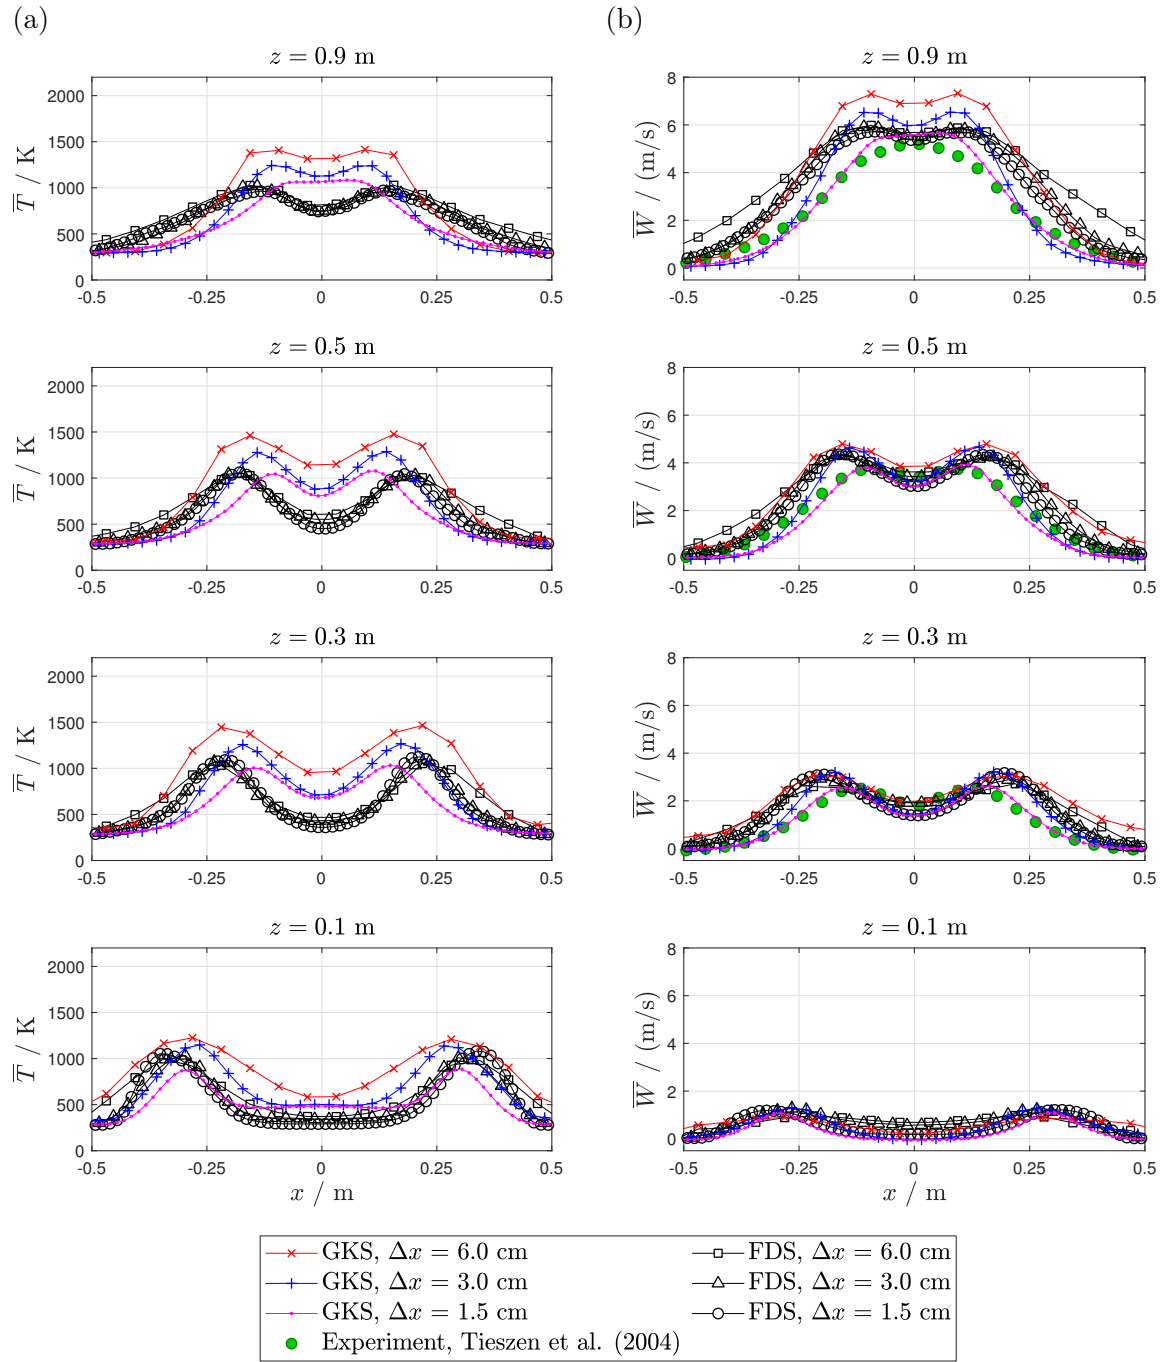 (a)
(b)
z = 0.9 m
z = 0.9 m
2000
1500
1000
500
0
T / K
-0.5
-0.25
0
0.25
0.5
8
6
4
2
0
W / (m/s)
-0.5
-0.25
0
0.25
0.5
z = 0.5 m
z = 0.5 m
2000
1500
1000
500
0
T / K
-0.5
-0.25
0
0.25
0.5
8
6
4
2
0
W / (m/s)
-0.5
-0.25
0
0.25
0.5
z = 0.3 m
z = 0.3 m
2000
1500
1000
500
0
T / K
-0.5
-0.25
0
0.25
0.5
8
6
4
2
0
W / (m/s)
-0.5
-0.25
0
0.25
0.5
z = 0.1 m
z = 0.1 m
2000
1500
1000
500
0
T / K
-0.5
-0.25
0
0.25
0.5
x / m
8
6
4
2
0
W / (m/s)
-0.5
-0.25
0
0.25
0.5
x / m
GKS, Δx = 6.0 cm
GKS, Δx = 3.0 cm
GKS, Δx = 1.5 cm
Experiment, Tieszen et al. (2004)
FDS, Δx = 6.0 cm
FDS, Δx = 3.0 cm
FDS, Δx = 1.5 cm